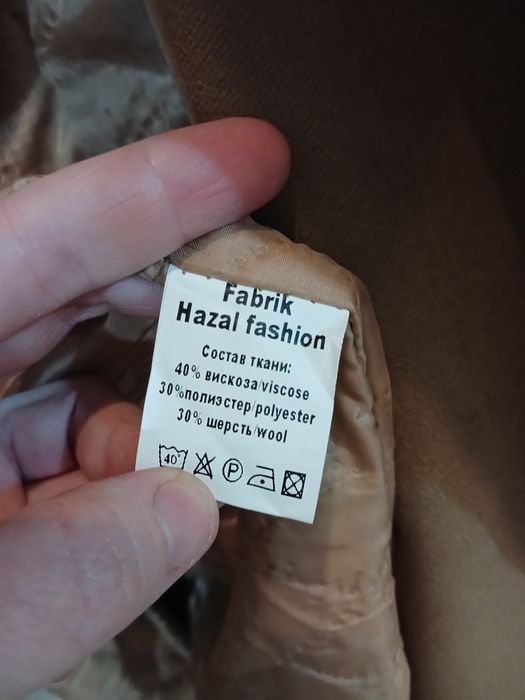 Fabrik
Hazal fashion
Состав ткани:
40% вискоза/viscose
30%полиэстер/polyester
30% шерсть/wool
40°
P